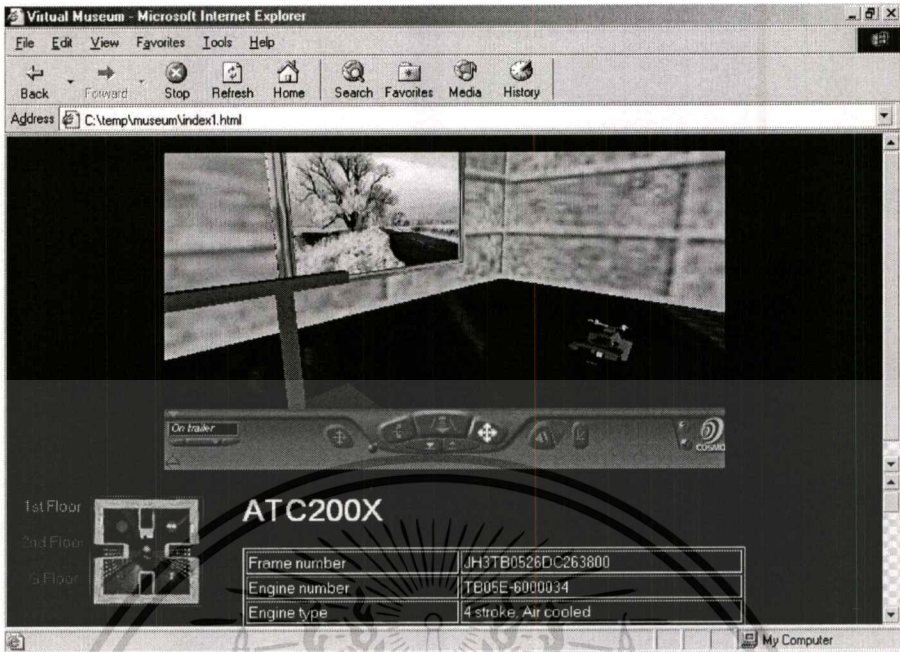 Virtual Museum - Microsoft Internet Explorer
File Edit View Favorites Tools Help
Back Forward Stop Refresh Home Search Favorites Media History
Address C:\temp\museum\index1.html
On trailer
COSMO
1st Floor
2nd Floor
G Floor
ATC200X
Frame number JH3TB0526DC263800
Engine number TB05E-6000034
Engine type 4 stroke, Air cooled
My Computer